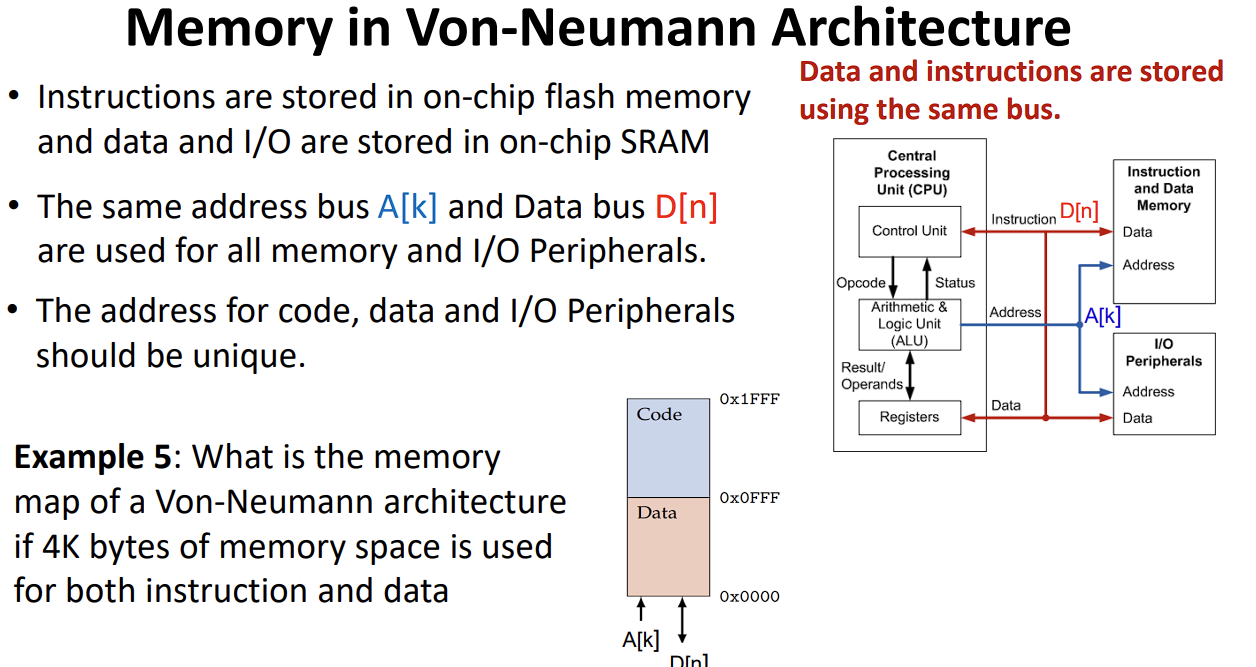 Memory in Von-Neumann Architecture
• Instructions are stored in on-chip flash memory
and data and I/O are stored in on-chip SRAM
• The same address bus A[k] and Data bus D[n]
are used for all memory and I/O Peripherals.
• The address for code, data and I/O Peripherals
should be unique.
Example 5: What is the memory
map of a Von-Neumann architecture
if 4K bytes of memory space is used
for both instruction and data
Code
Data
0x1FFF
0x0FFF
0x0000
A[k]
D[n]
Data and instructions are stored
using the same bus.
Central
Processing
Unit (CPU)
Control Unit
Opcode
Status
Arithmetic &
Logic Unit
(ALU)
Result/
Operands
Registers
Instruction D[n]
Address
A[k]
Data
Instruction
and Data
Memory
Data
Address
I/O
Peripherals
Address
Data